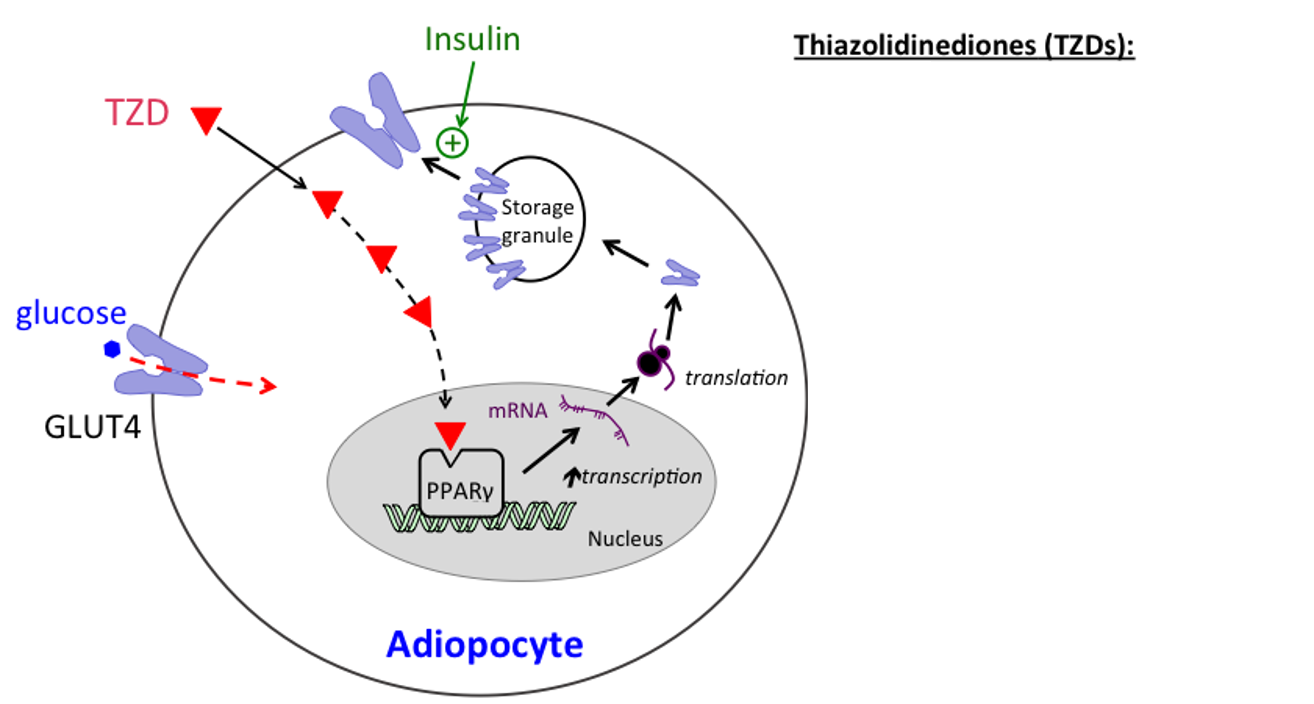 Insulin
Thiazolidinediones (TZDs):
TZD
+
Storage
granule
glucose
translation
mRNA
GLUT4
transcription
PPARγ
Nucleus
Adiopocyte